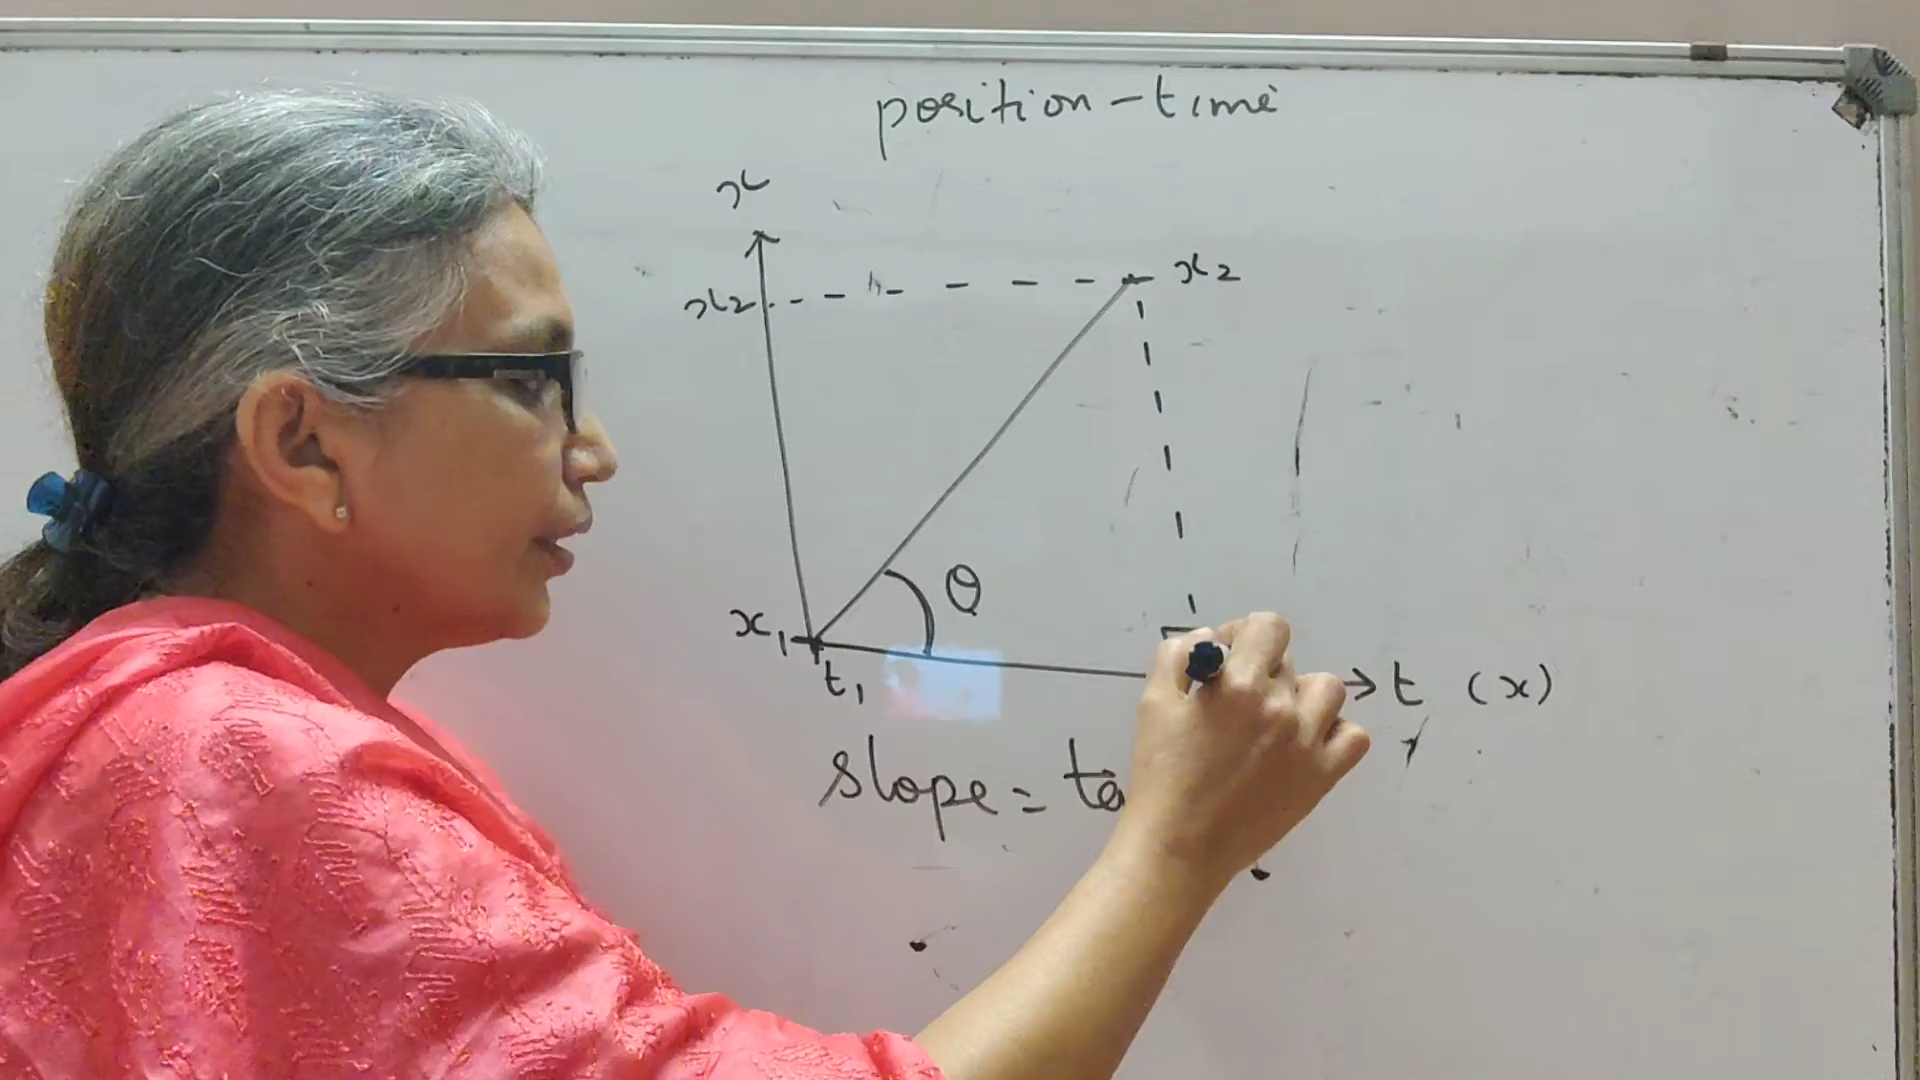 position-time
x
x2
x2
θ
x1
t1
t (x)
slope = ta